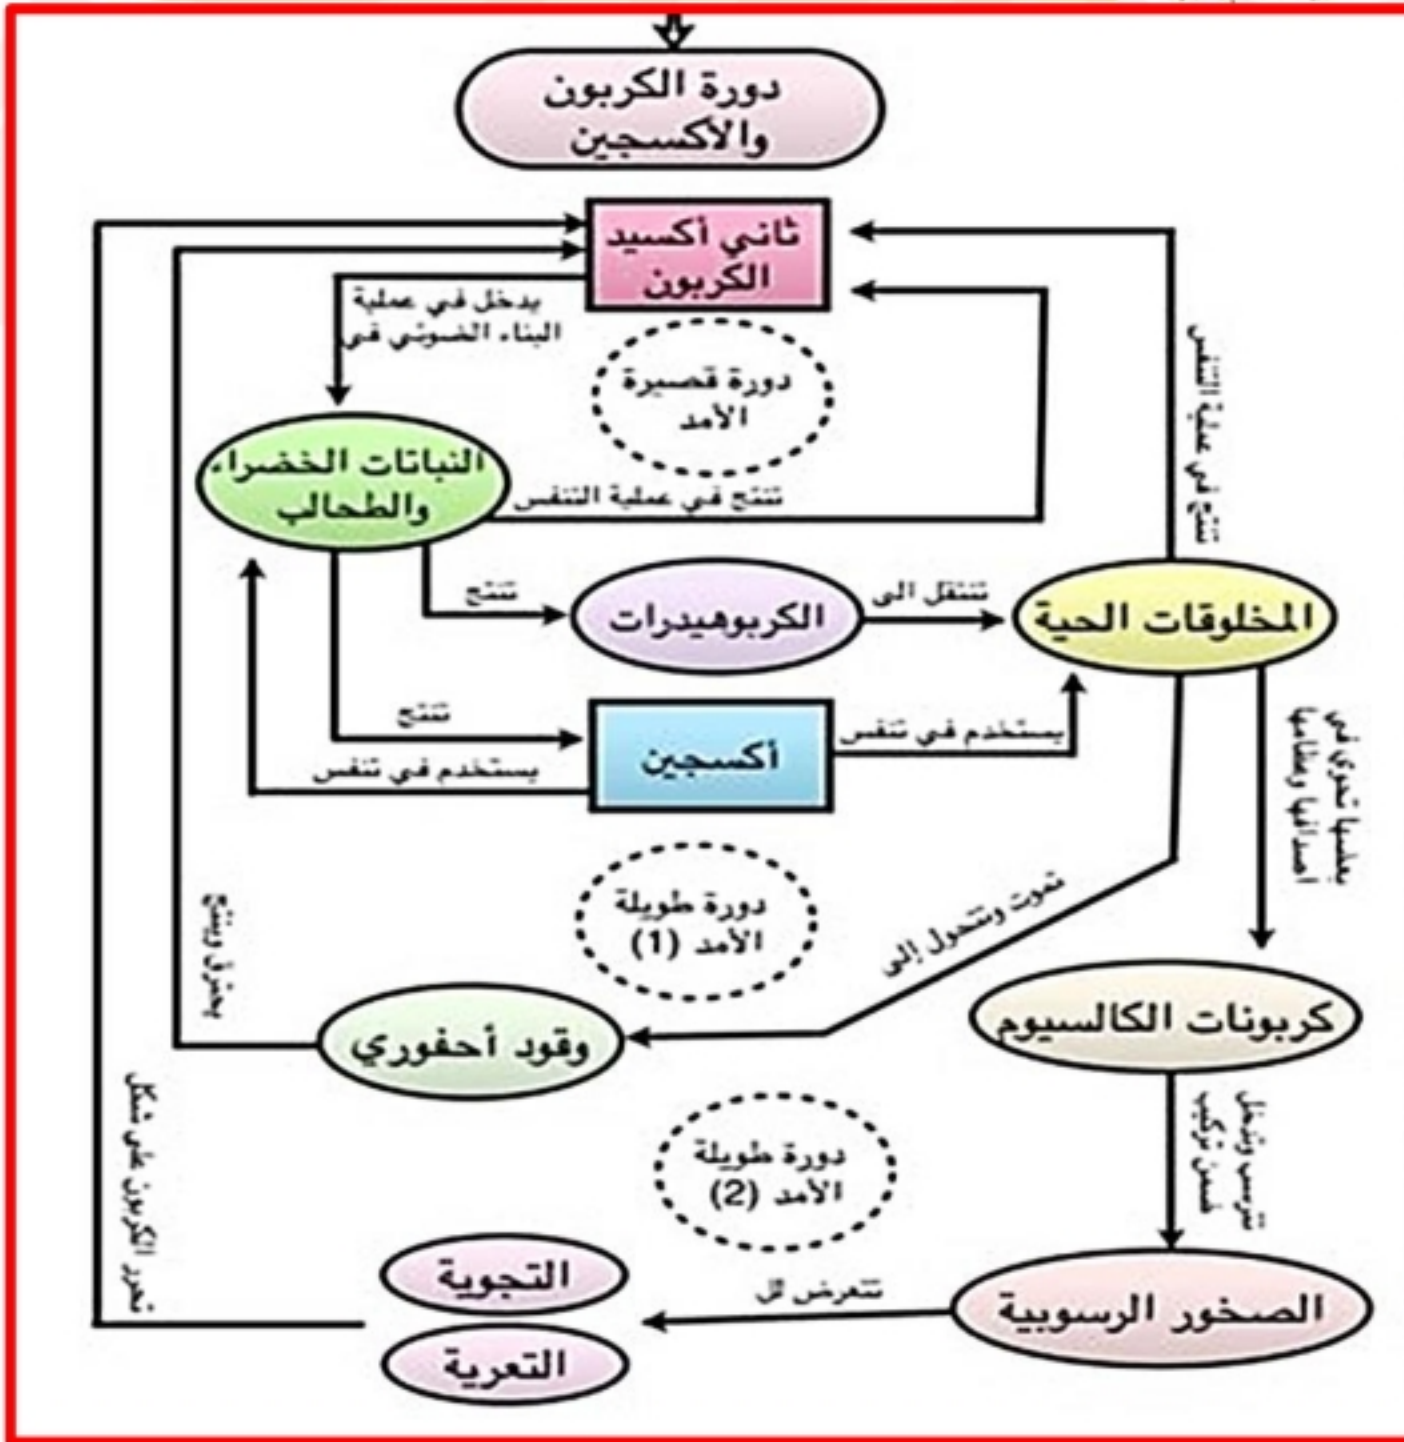 دورة الكربون
والأكسجين
ثاني أكسيد
الكربون
يدخل في عملية
البناء الضوئي في
دورة قصيرة
الأمد
تنتج في عملية التنفس
النباتات الخضراء
والطحالب
تنتج في عملية التنفس
تنتج
الكربوهيدرات
تنتقل الى
المخلوقات الحية
تنتج
أكسجين
يستخدم في تنفس
يستخدم في تنفس
بعضها تحوي في
اصدافها وعظامها
دورة طويلة
الأمد (1)
تموت وتتحول إلى
يحترق وينتج
وقود أحفوري
كربونات الكالسيوم
تترسب وتدخل
ضمن تركيب
دورة طويلة
الأمد (2)
تحرر الكربون على شكل
التجوية
التعرية
تتعرض لل
الصخور الرسوبية